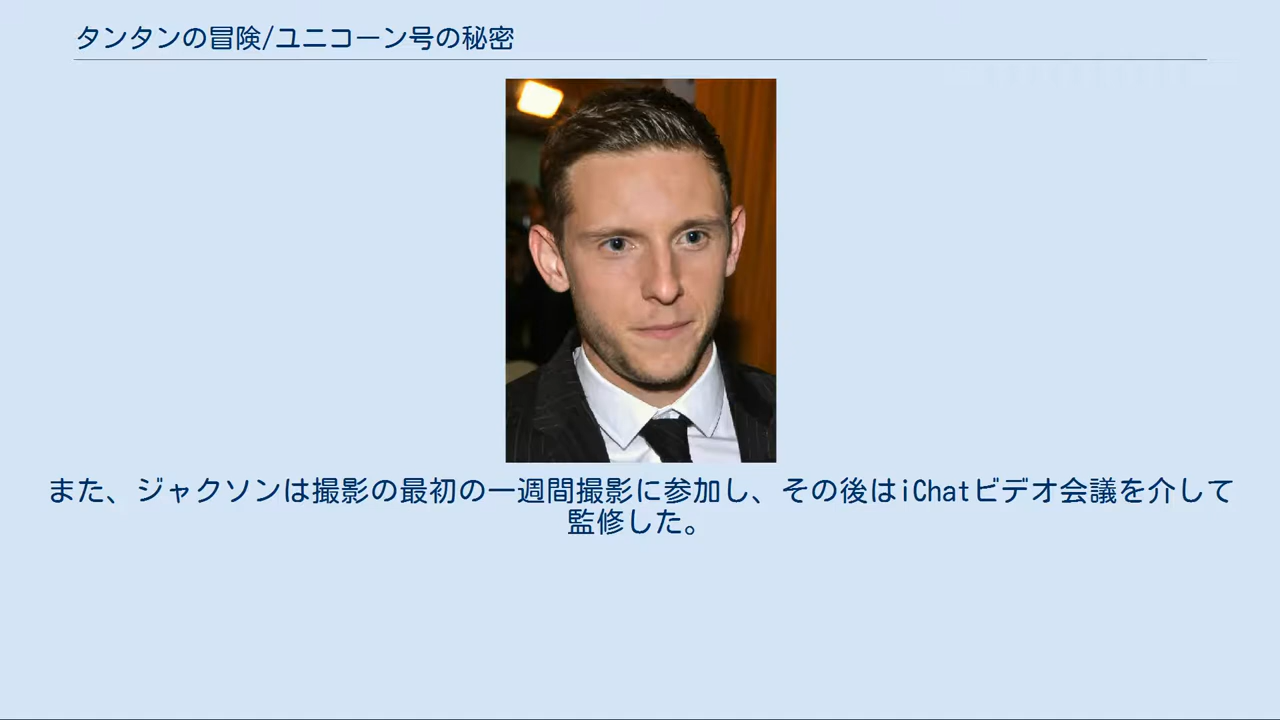 タンタンの冒険/ユニコーン号の秘密
また、ジャクソンは撮影の最初の一週間撮影に参加し、その後はiChatビデオ会議を介して
監修した。